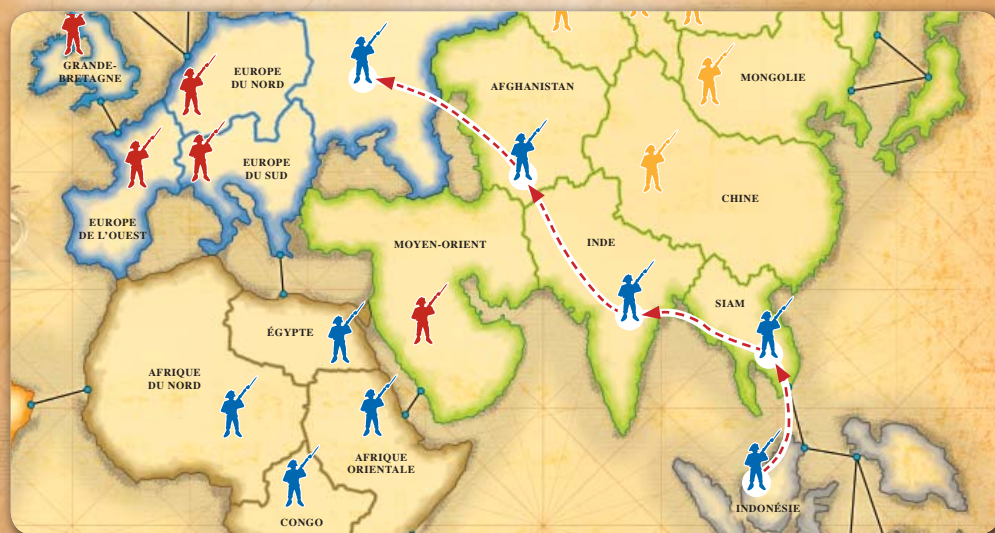 GRANDE-
BRETAGNE
EUROPE
DU NORD
AFGHANISTAN
MONGOLIE
EUROPE
DU SUD
CHINE
EUROPE
DE L'OUEST
MOYEN-ORIENT
INDE
SIAM
ÉGYPTE
AFRIQUE
DU NORD
AFRIQUE
ORIENTALE
INDONÉSIE
CONGO